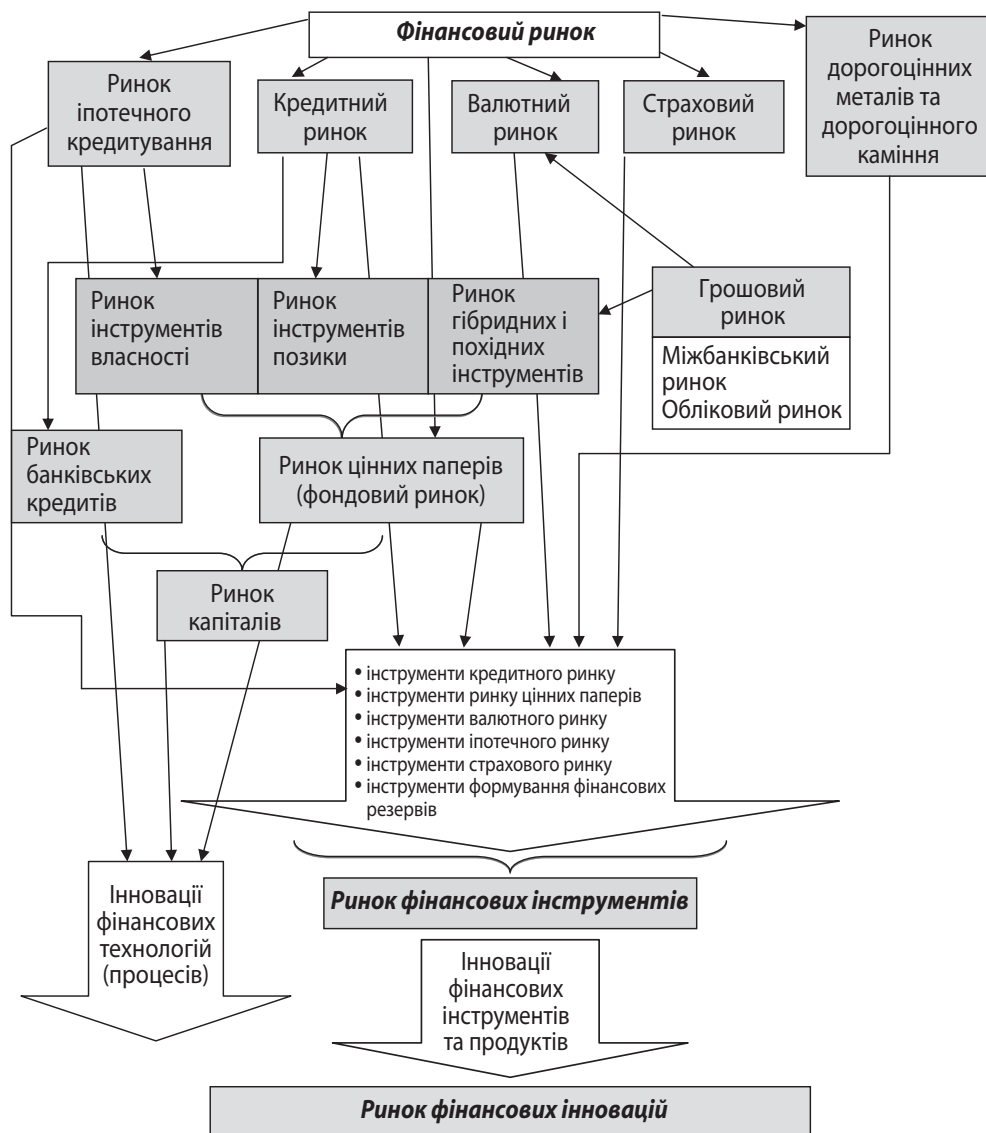 Фінансовий ринок
Ринок
іпотечного
кредитування
Кредитний
ринок
Валютний
ринок
Страховий
ринок
Ринок
дорогоцінних
металів та
дорогоцінного
каміння
Ринок
інструментів
власності
Ринок
інструментів
позики
Ринок
гібридних і
похідних
інструментів
Грошовий
ринок
Міжбанківський
ринок
Обліковий ринок
Ринок
банківських
кредитів
Ринок цінних паперів
(фондовий ринок)
Ринок
капіталів
• інструменти кредитного ринку
• інструменти ринку цінних паперів
• інструменти валютного ринку
• інструменти іпотечного ринку
• інструменти страхового ринку
• інструменти формування фінансових
резервів
Інновації
фінансових
технологій
(процесів)
Ринок фінансових інструментів
Інновації
фінансових
інструментів
та продуктів
Ринок фінансових інновацій